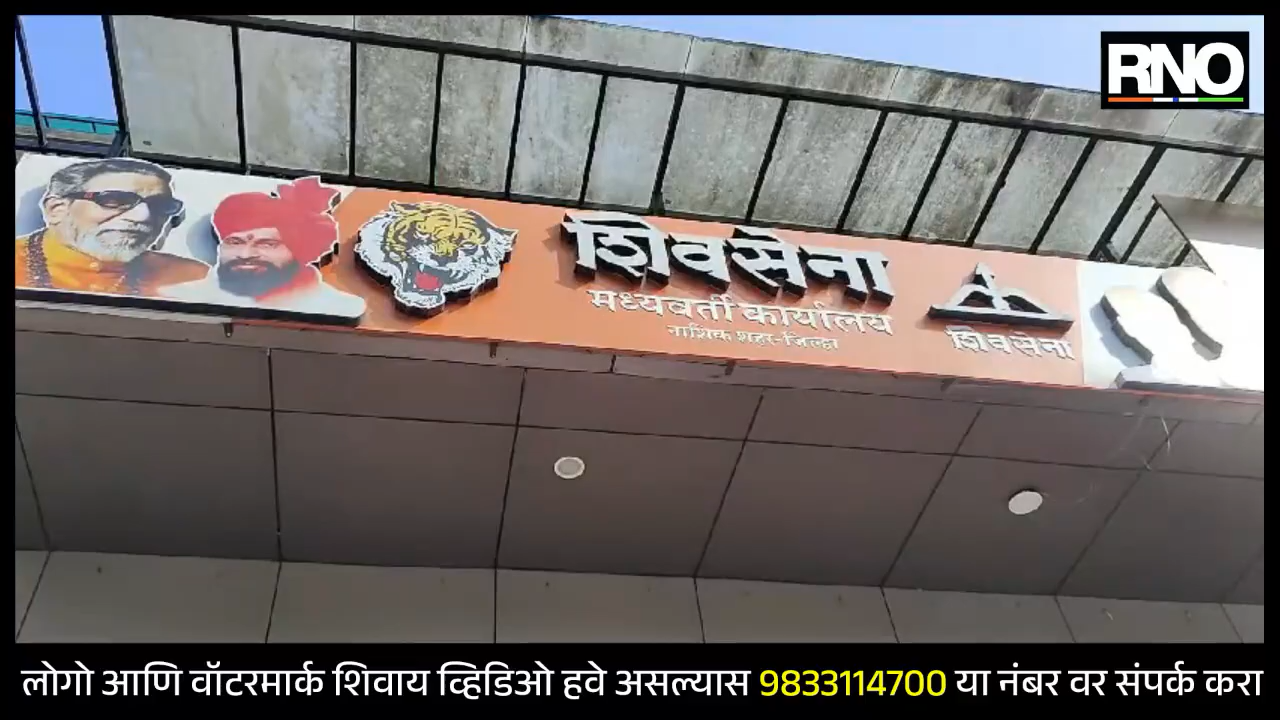 RNO
शिवसेना
मध्यवर्ती कार्यालय
नाशिक शहर-जिल्हा
शिवसेना
लोगो आणि वॉटरमार्क शिवाय व्हिडिओ हवे असल्यास 9833114700 या नंबर वर संपर्क करा